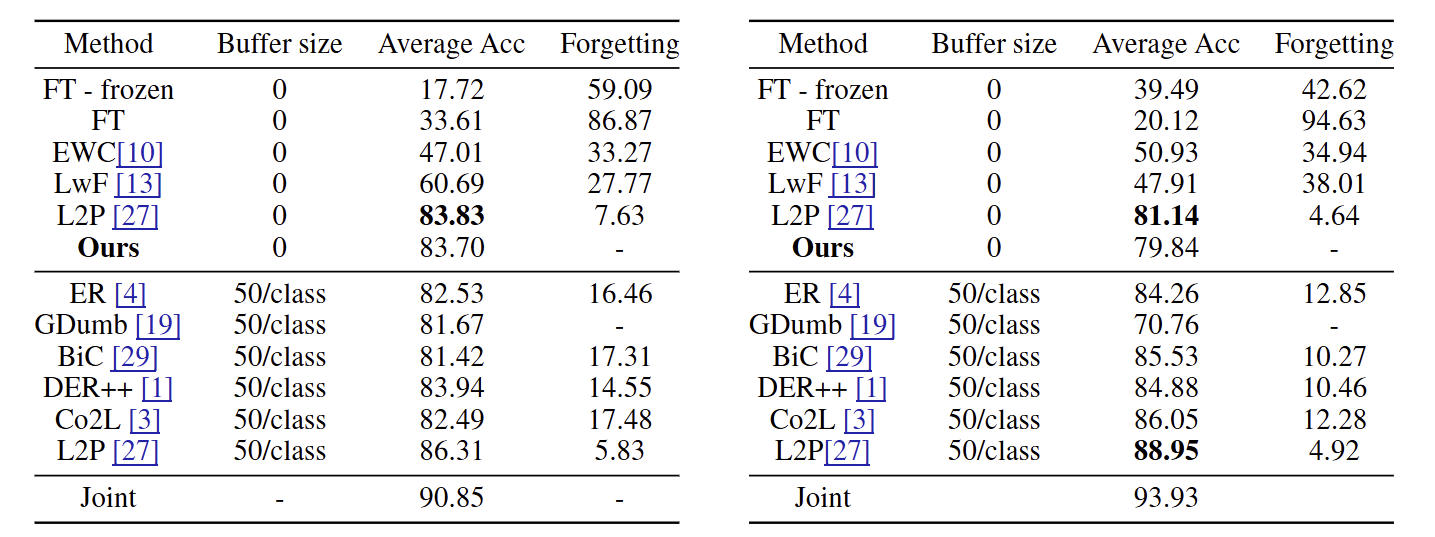 Method Buffer size Average Acc Forgetting
FT - frozen 0 17.72 59.09
FT 0 33.61 86.87
EWC[10] 0 47.01 33.27
LwF [13] 0 60.69 27.77
L2P [27] 0 83.83 7.63
Ours 0 83.70 -
ER [4] 50/class 82.53 16.46
GDumb [19] 50/class 81.67 -
BiC [29] 50/class 81.42 17.31
DER++ [1] 50/class 83.94 14.55
Co2L [3] 50/class 82.49 17.48
L2P [27] 50/class 86.31 5.83
Joint - 90.85 -
Method Buffer size Average Acc Forgetting
FT - frozen 0 39.49 42.62
FT 0 20.12 94.63
EWC[10] 0 50.93 34.94
LwF [13] 0 47.91 38.01
L2P [27] 0 81.14 4.64
Ours 0 79.84 -
ER [4] 50/class 84.26 12.85
GDumb [19] 50/class 70.76 -
BiC [29] 50/class 85.53 10.27
DER++ [1] 50/class 84.88 10.46
Co2L [3] 50/class 86.05 12.28
L2P[27] 50/class 88.95 4.92
Joint 93.93